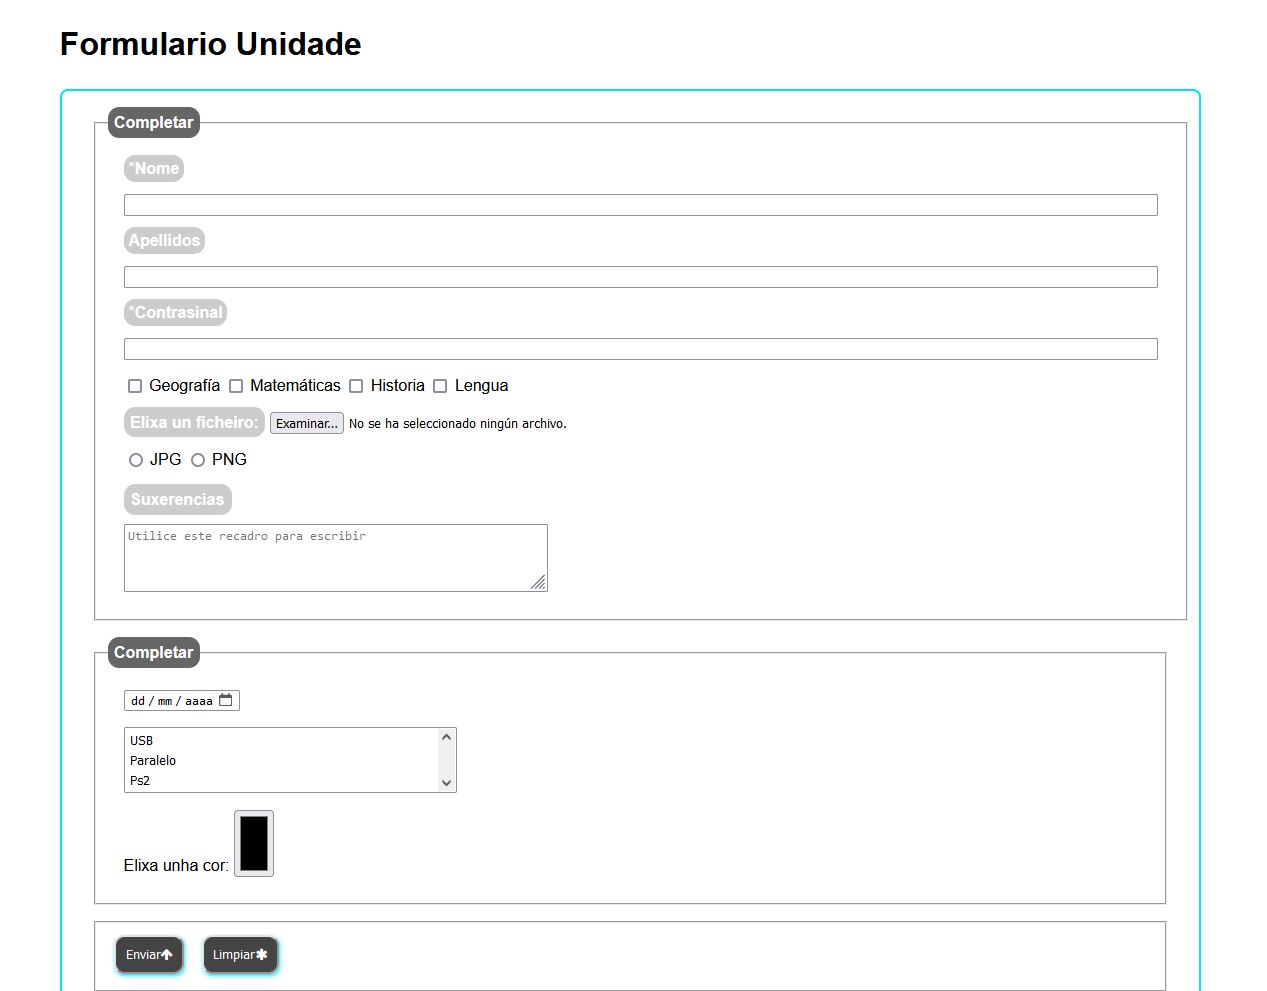 Formulario Unidade
Completar
*Nome
Apellidos
*Contrasinal
Geografía Matemáticas Historia Lengua
Elixa un ficheiro: Examinar... No se ha seleccionado ningún archivo.
JPG PNG
Suxerencias
Utilice este recadro para escribir
Completar
dd / mm / aaaa
USB
Paralelo
Ps2
Elixa unha cor:
Enviar Limpiar